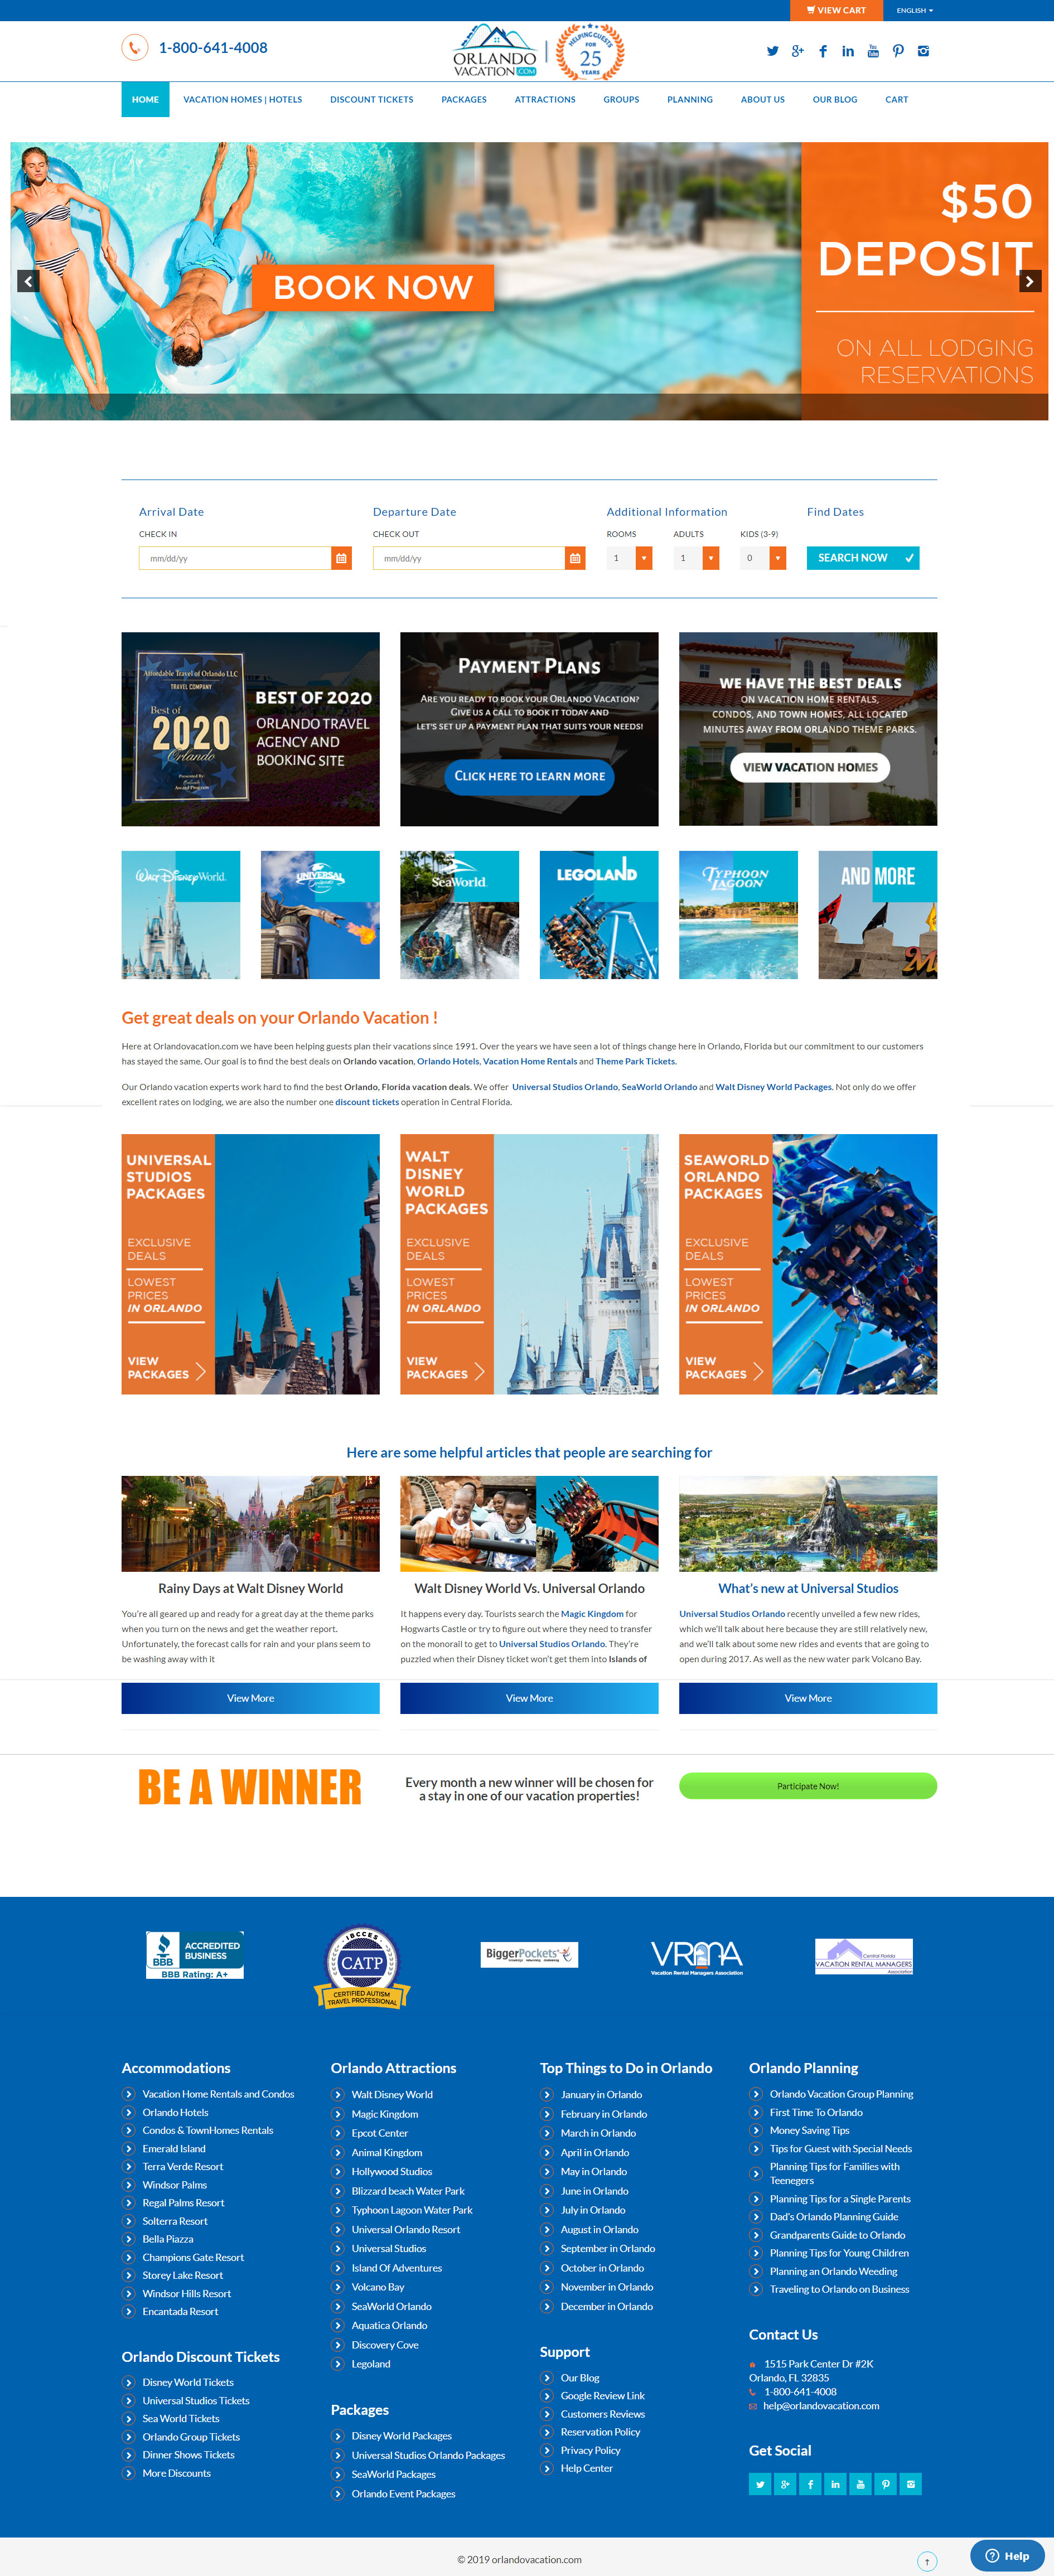 VIEW CART
ENGLISH
1-800-641-4008
ORLANDO
VACATION.COM
HELPING GUESTS
FOR
25
YEARS
HOME
VACATION HOMES | HOTELS
DISCOUNT TICKETS
PACKAGES
ATTRACTIONS
GROUPS
PLANNING
ABOUT US
OUR BLOG
CART
BOOK NOW
$50
DEPOSIT
ON ALL LODGING
RESERVATIONS
Arrival Date
Departure Date
Additional Information
Find Dates
CHECK IN
CHECK OUT
ROOMS
ADULTS
KIDS (3-9)
mm/dd/yy
mm/dd/yy
1
1
0
SEARCH NOW
Affordable Travel of Orlando LLC
TRAVEL COMPANY
Best of
2020
Orlando
Presented By:
Award Program
BEST OF 2020
ORLANDO TRAVEL
AGENCY AND
BOOKING SITE
PAYMENT PLANS
ARE YOU READY TO BOOK YOUR ORLANDO VACATION?
GIVE US A CALL TO BOOK IT TODAY AND
LET'S SET UP A PAYMENT PLAN THAT SUITS YOUR NEEDS!
CLICK HERE TO LEARN MORE
WE HAVE THE BEST DEALS
ON VACATION HOME RENTALS,
CONDOS, AND TOWN HOMES, ALL LOCATED
MINUTES AWAY FROM ORLANDO THEME PARKS.
VIEW VACATION HOMES
Walt Disney World.
UNIVERSAL
Orlando
SeaWorld
LEGOLAND
TYPHOON
LAGOON
AND MORE
Get great deals on your Orlando Vacation !
Here at Orlandovacation.com we have been helping guests plan their vacations since 1991. Over the years we have seen a lot of things change here in Orlando, Florida but our commitment to our customers
has stayed the same. Our goal is to find the best deals on Orlando vacation, Orlando Hotels, Vacation Home Rentals and Theme Park Tickets.
Our Orlando vacation experts work hard to find the best Orlando, Florida vacation deals. We offer Universal Studios Orlando, SeaWorld Orlando and Walt Disney World Packages. Not only do we offer
excellent rates on lodging, we are also the number one discount tickets operation in Central Florida.
UNIVERSAL
STUDIOS
PACKAGES
EXCLUSIVE
DEALS
LOWEST
PRICES
IN ORLANDO
VIEW
PACKAGES
WALT
DISNEY
WORLD
PACKAGES
EXCLUSIVE
DEALS
LOWEST
PRICES
IN ORLANDO
VIEW
PACKAGES
SEAWORLD
ORLANDO
PACKAGES
EXCLUSIVE
DEALS
LOWEST
PRICES
IN ORLANDO
VIEW
PACKAGES
Here are some helpful articles that people are searching for
Rainy Days at Walt Disney World
You're all geared up and ready for a great day at the theme parks
when you turn on the news and get the weather report.
Unfortunately, the forecast calls for rain and your plans seem to
be washing away with it
View More
Walt Disney World Vs. Universal Orlando
It happens every day. Tourists search the Magic Kingdom for
Hogwarts Castle or try to figure out where they need to transfer
on the monorail to get to Universal Studios Orlando. They're
puzzled when their Disney ticket won't get them into Islands of
View More
What's new at Universal Studios
Universal Studios Orlando recently unveiled a few new rides,
which we'll talk about here because they are still relatively new,
and we'll talk about some new rides and events that are going to
open during 2017. As well as the new water park Volcano Bay.
View More
BE A WINNER
Every month a new winner will be chosen for
a stay in one of our vacation properties!
Participate Now!
BBB
ACCREDITED
BUSINESS
BBB Rating: A+
IBCCES
CATP
CERTIFIED AUTISM
TRAVEL PROFESSIONAL
BiggerPockets
VRMA
Vacation Rental Managers Association
Central Florida
VACATION RENTAL MANAGERS
Association
Accommodations
Vacation Home Rentals and Condos
Orlando Hotels
Condos & TownHomes Rentals
Emerald Island
Terra Verde Resort
Windsor Palms
Regal Palms Resort
Solterra Resort
Bella Piazza
Champions Gate Resort
Storey Lake Resort
Windsor Hills Resort
Encantada Resort
Orlando Discount Tickets
Disney World Tickets
Universal Studios Tickets
Sea World Tickets
Orlando Group Tickets
Dinner Shows Tickets
More Discounts
Orlando Attractions
Walt Disney World
Magic Kingdom
Epcot Center
Animal Kingdom
Hollywood Studios
Blizzard beach Water Park
Typhoon Lagoon Water Park
Universal Orlando Resort
Universal Studios
Island Of Adventures
Volcano Bay
SeaWorld Orlando
Aquatica Orlando
Discovery Cove
Legoland
Packages
Disney World Packages
Universal Studios Orlando Packages
SeaWorld Packages
Orlando Event Packages
Top Things to Do in Orlando
January in Orlando
February in Orlando
March in Orlando
April in Orlando
May in Orlando
June in Orlando
July in Orlando
August in Orlando
September in Orlando
October in Orlando
November in Orlando
December in Orlando
Support
Our Blog
Google Review Link
Customers Reviews
Reservation Policy
Privacy Policy
Help Center
Orlando Planning
Orlando Vacation Group Planning
First Time To Orlando
Money Saving Tips
Tips for Guest with Special Needs
Planning Tips for Families with
Teenegers
Planning Tips for a Single Parents
Dad's Orlando Planning Guide
Grandparents Guide to Orlando
Planning Tips for Young Children
Planning an Orlando Weeding
Traveling to Orlando on Business
Contact Us
1515 Park Center Dr #2K
Orlando, FL 32835
1-800-641-4008
help@orlandovacation.com
Get Social
© 2019 orlandovacation.com
Help